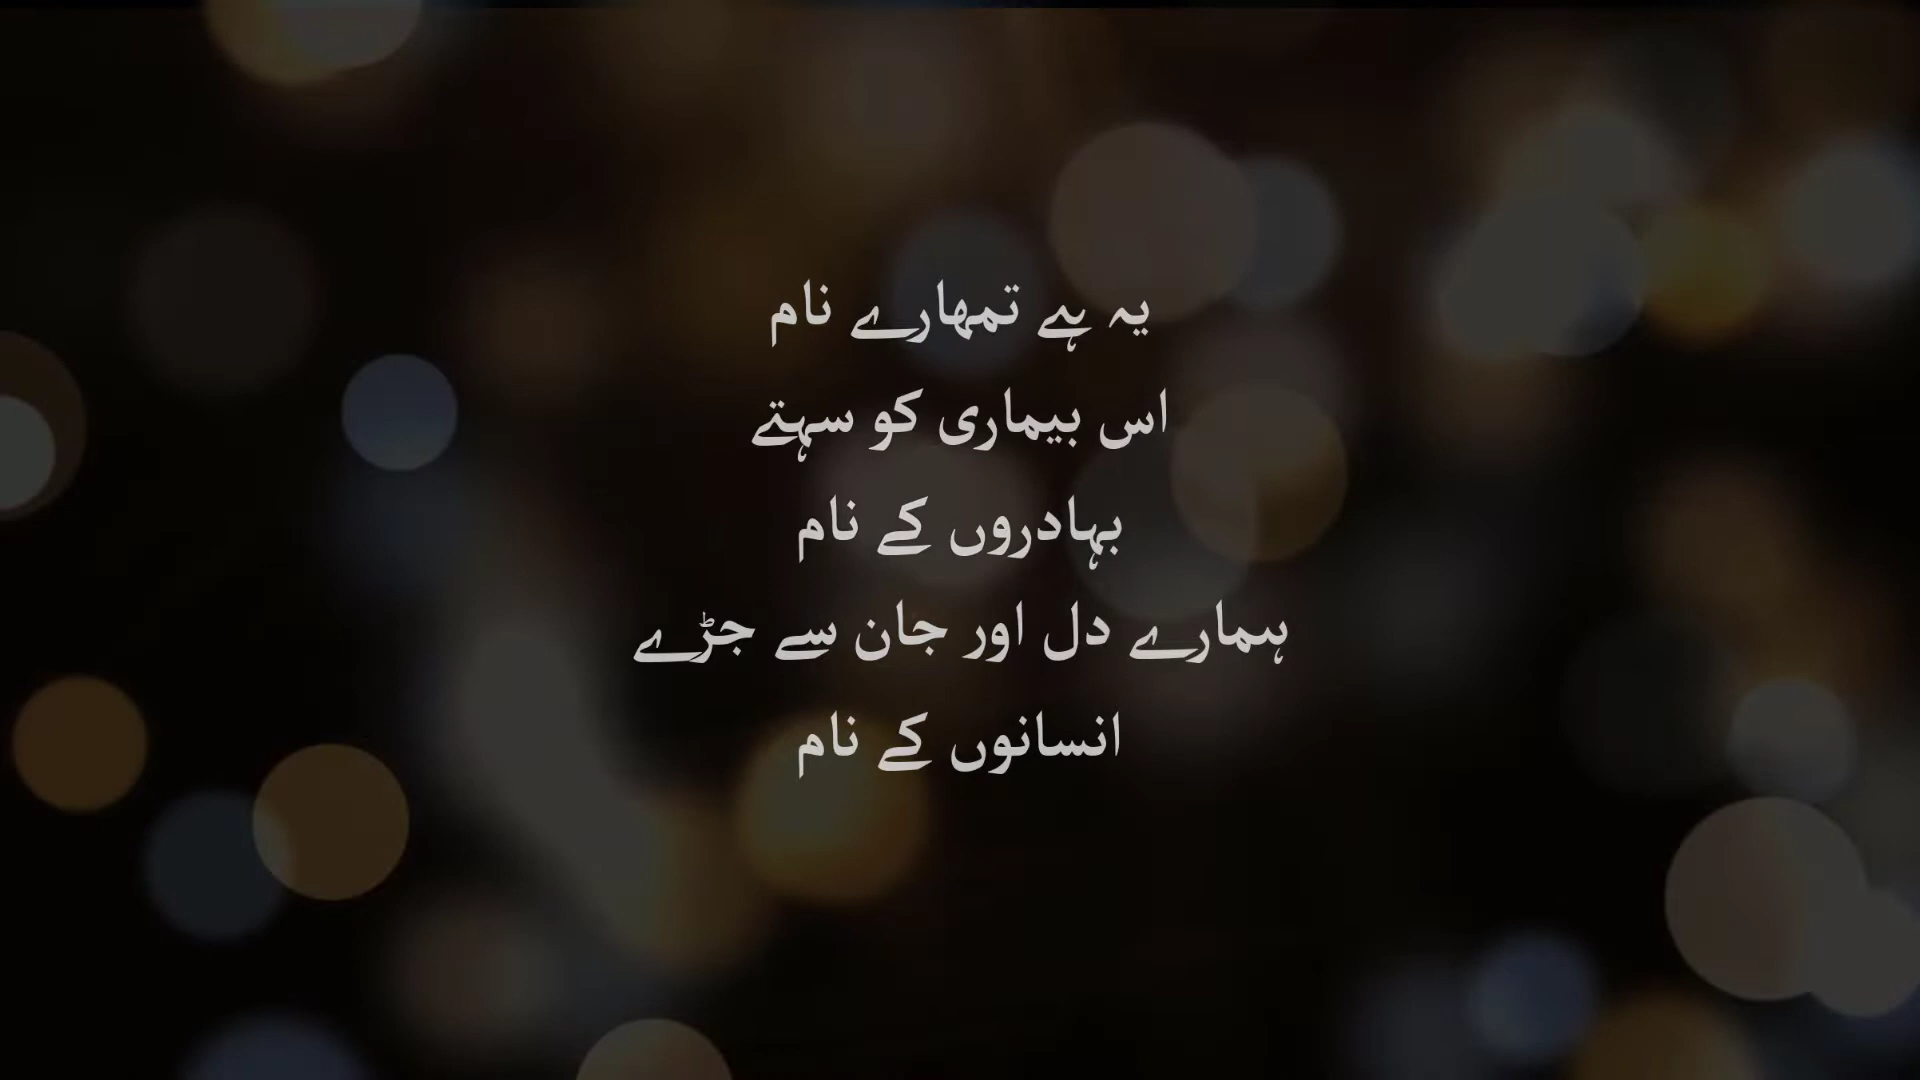 یہ ہے تمھارے نام
اس بیماری کو سہتے
بہادروں کے نام
ہمارے دل اور جان سے جڑے
انسانوں کے نام